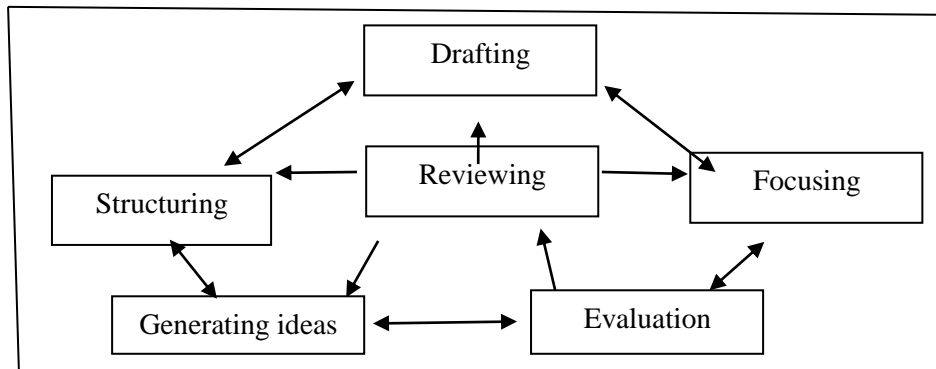 Drafting
Reviewing
Focusing
Structuring
Generating ideas
Evaluation